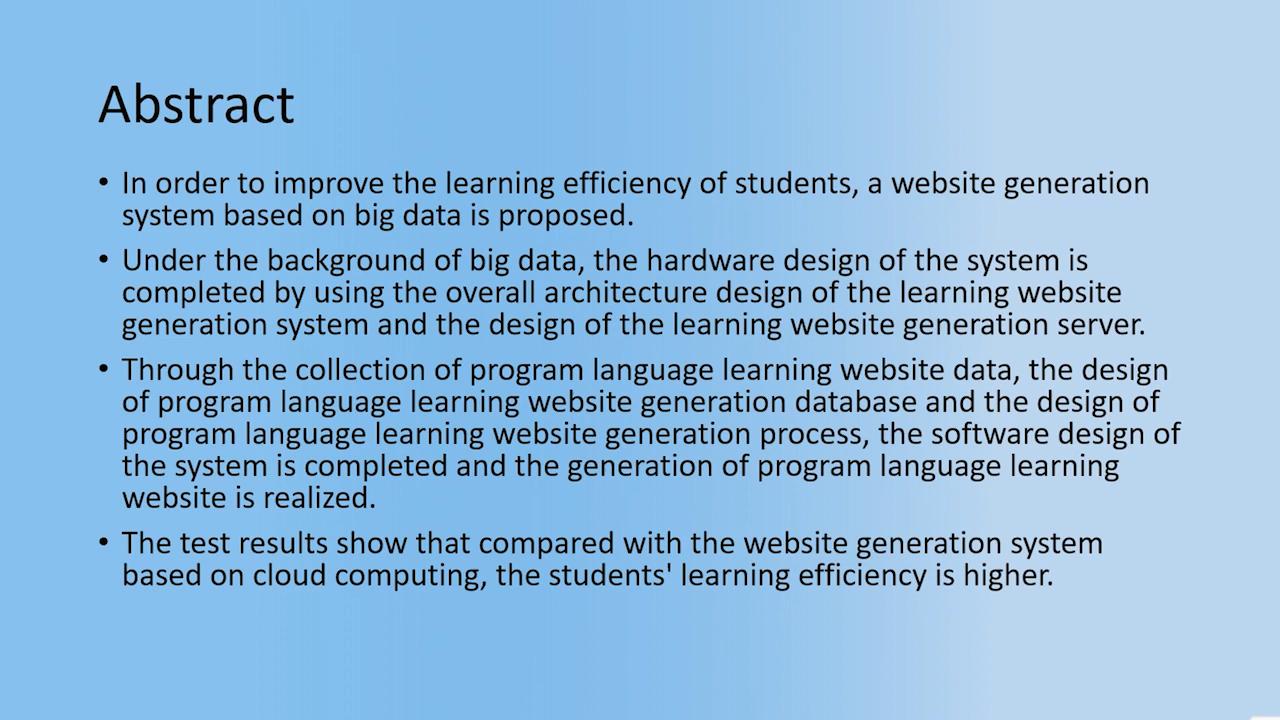 Abstract
• In order to improve the learning efficiency of students, a website generation
system based on big data is proposed.
• Under the background of big data, the hardware design of the system is
completed by using the overall architecture design of the learning website
generation system and the design of the learning website generation server.
• Through the collection of program language learning website data, the design
of program language learning website generation database and the design of
program language learning website generation process, the software design of
the system is completed and the generation of program language learning
website is realized.
• The test results show that compared with the website generation system
based on cloud computing, the students' learning efficiency is higher.